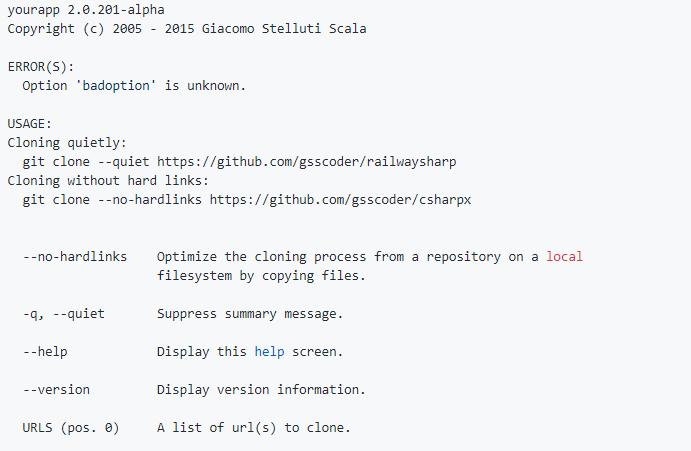 yourapp 2.0.201-alpha
Copyright (c) 2005 - 2015 Giacomo Stelluti Scala
ERROR(S):
Option 'badoption' is unknown.
USAGE:
Cloning quietly:
git clone --quiet https://github.com/gsscoder/railwaysharp
Cloning without hard links:
git clone --no-hardlinks https://github.com/gsscoder/csharpx
--no-hardlinks Optimize the cloning process from a repository on a local
filesystem by copying files.
-q, --quiet Suppress summary message.
--help Display this help screen.
--version Display version information.
URLS (pos. 0) A list of url(s) to clone.